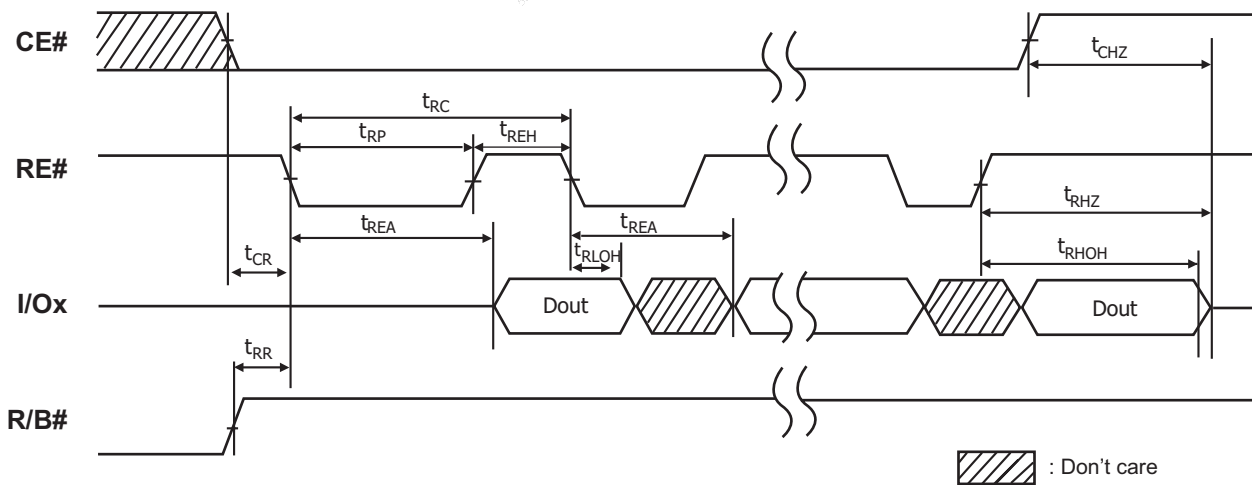 CE#
tCHZ
tRC
tRP
tREH
RE#
tRHZ
tREA
tREA
tRHOH
tCR
tRLOH
I/Ox
Dout
Dout
tRR
R/B#
: Don't care